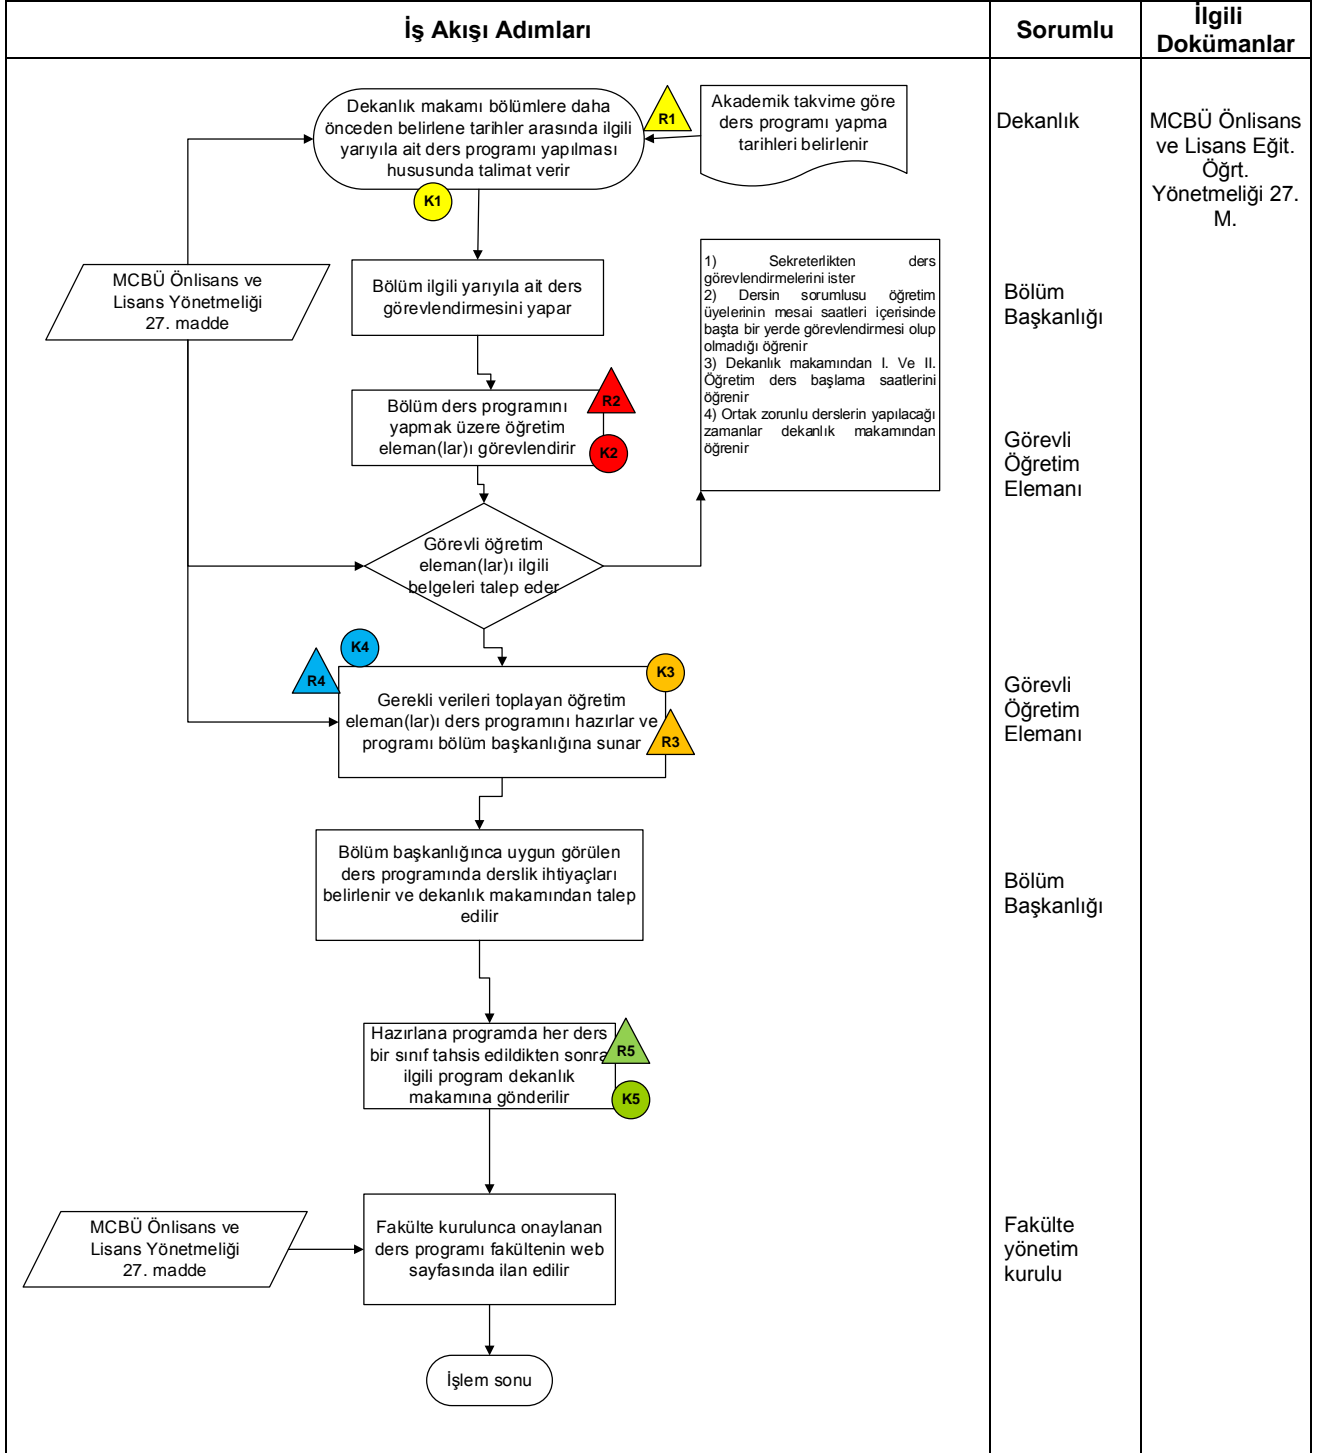 İş Akışı Adımları
Sorumlu
İlgili
Dokümanlar
Dekanlık makamı bölümlere daha
önceden belirlene tarihler arasında ilgili
yarıyıla ait ders programı yapılması
hususunda talimat verir
R1
K1
Akademik takvime göre
ders programı yapma
tarihleri belirlenir
Dekanlık
MCBÜ Önlisans
ve Lisans Eğit.
Öğrt.
Yönetmeliği 27.
M.
MCBÜ Önlisans ve
Lisans Yönetmeliği
27. madde
Bölüm ilgili yarıyıla ait ders
görevlendirmesini yapar
1) Sekreterlikten ders
görevlendirmelerini ister
2) Dersin sorumlusu öğretim
üyelerinin mesai saatleri içerisinde
başta bir yerde görevlendirmesi olup
olmadığı öğrenir
3) Dekanlık makamından I. Ve II.
Öğretim ders başlama saatlerini
öğrenir
4) Ortak zorunlu derslerin yapılacağı
zamanlar dekanlık makamından
öğrenir
Bölüm
Başkanlığı
Bölüm ders programını
yapmak üzere öğretim
eleman(lar)ı görevlendirir
R2
K2
Görevli
Öğretim
Elemanı
Görevli öğretim
eleman(lar)ı ilgili
belgeleri talep eder
K4
R4
K3
R3
Gerekli verileri toplayan öğretim
eleman(lar)ı ders programını hazırlar ve
programı bölüm başkanlığına sunar
Görevli
Öğretim
Elemanı
Bölüm başkanlığınca uygun görülen
ders programında derslik ihtiyaçları
belirlenir ve dekanlık makamından talep
edilir
Bölüm
Başkanlığı
Hazırlana programda her ders
bir sınıf tahsis edildikten sonra
ilgili program dekanlık
makamına gönderilir
R5
K5
MCBÜ Önlisans ve
Lisans Yönetmeliği
27. madde
Fakülte kurulunca onaylanan
ders programı fakültenin web
sayfasında ilan edilir
Fakülte
yönetim
kurulu
İşlem sonu